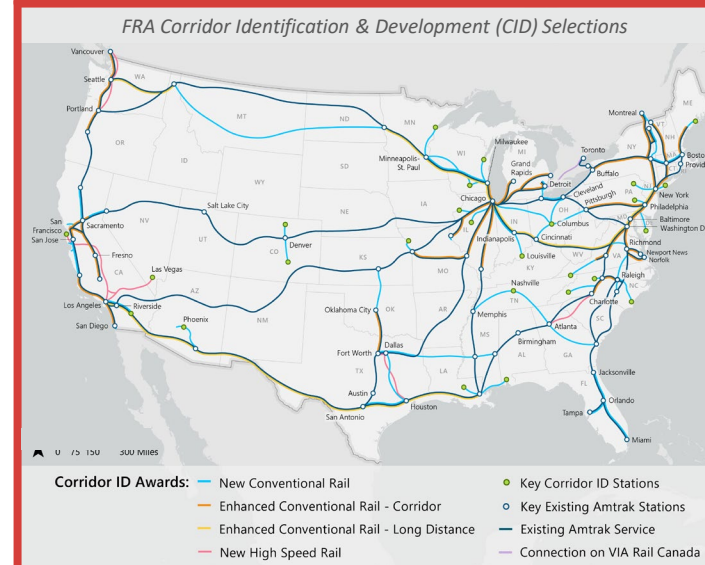 FRA Corridor Identification & Development (CID) Selections
Vancouver
Seattle
WA
Portland
MT
ND
MN
ME
Montreal
VT
OR
ID
SD
WI
Milwaukee
MI
Toronto
NY
Boston
Provid
Minneapolis-
St. Paul
Grand
Rapids
Buffalo
WY
Detroit
Cleveland
CT
NJ
New York
Chicago
PA
Pittsburgh
Philadelphia
Salt Lake City
NE
IA
Columbus
Baltimore
Washington D
San
Francisco
Sacramento
NV
IL
IN
MD
San Jose
UT
Denver
Indianapolis
Cincinnati
Richmond
CO
KS
Louisville
WV
VA
Newport News
Norfolk
Fresno
MO
KY
Raleigh
CA
Las Vegas
Nashville
NC
Los Angeles
Riverside
AZ
Oklahoma City
OK
AR
TN
Charlotte
Phoenix
NM
Memphis
SC
San Diego
Atlanta
Birmingham
Dallas
MS
Fort Worth
AL
GA
TX
LA
Jacksonville
Austin
FL
Orlando
San Antonio
Houston
Tampa
Miami
0 75 150 300 Miles
Corridor ID Awards:
New Conventional Rail
Key Corridor ID Stations
Enhanced Conventional Rail - Corridor
Key Existing Amtrak Stations
Enhanced Conventional Rail - Long Distance
Existing Amtrak Service
New High Speed Rail
Connection on VIA Rail Canada